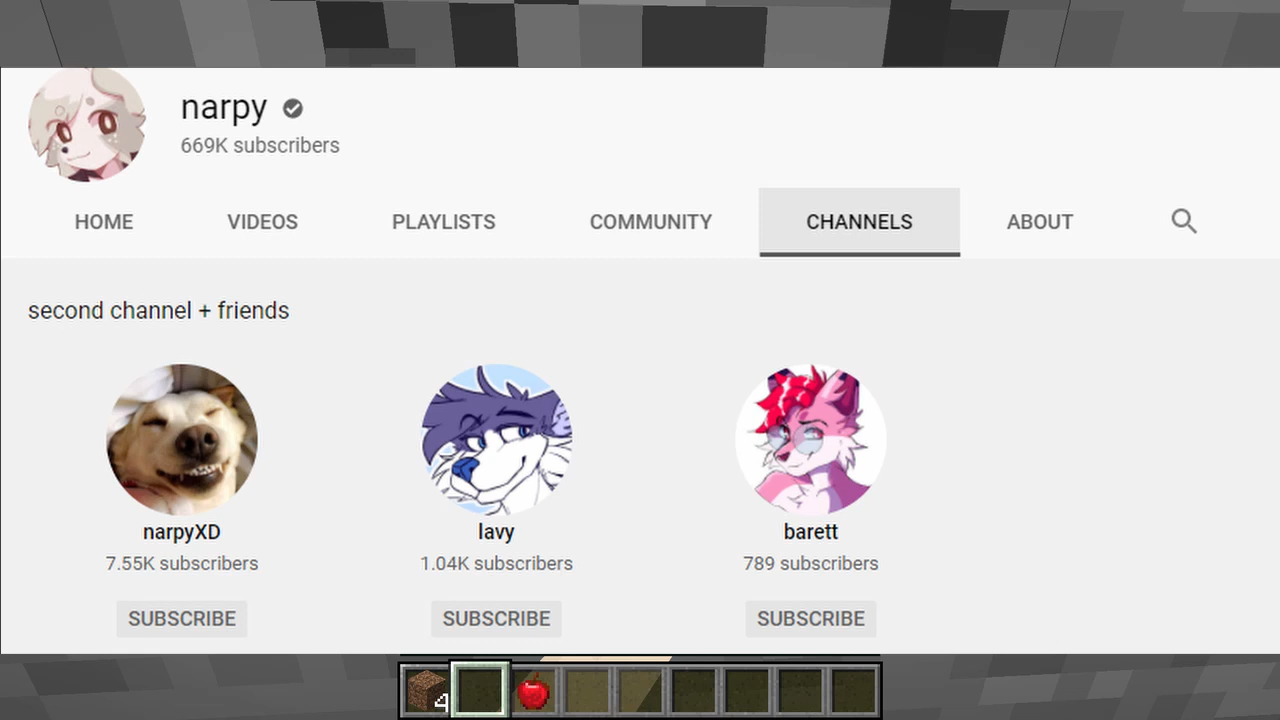 narpy
669K subscribers
HOME VIDEOS PLAYLISTS COMMUNITY CHANNELS ABOUT
second channel + friends
narpyXD lavy barett
7.55K subscribers 1.04K subscribers 789 subscribers
SUBSCRIBE SUBSCRIBE SUBSCRIBE
4